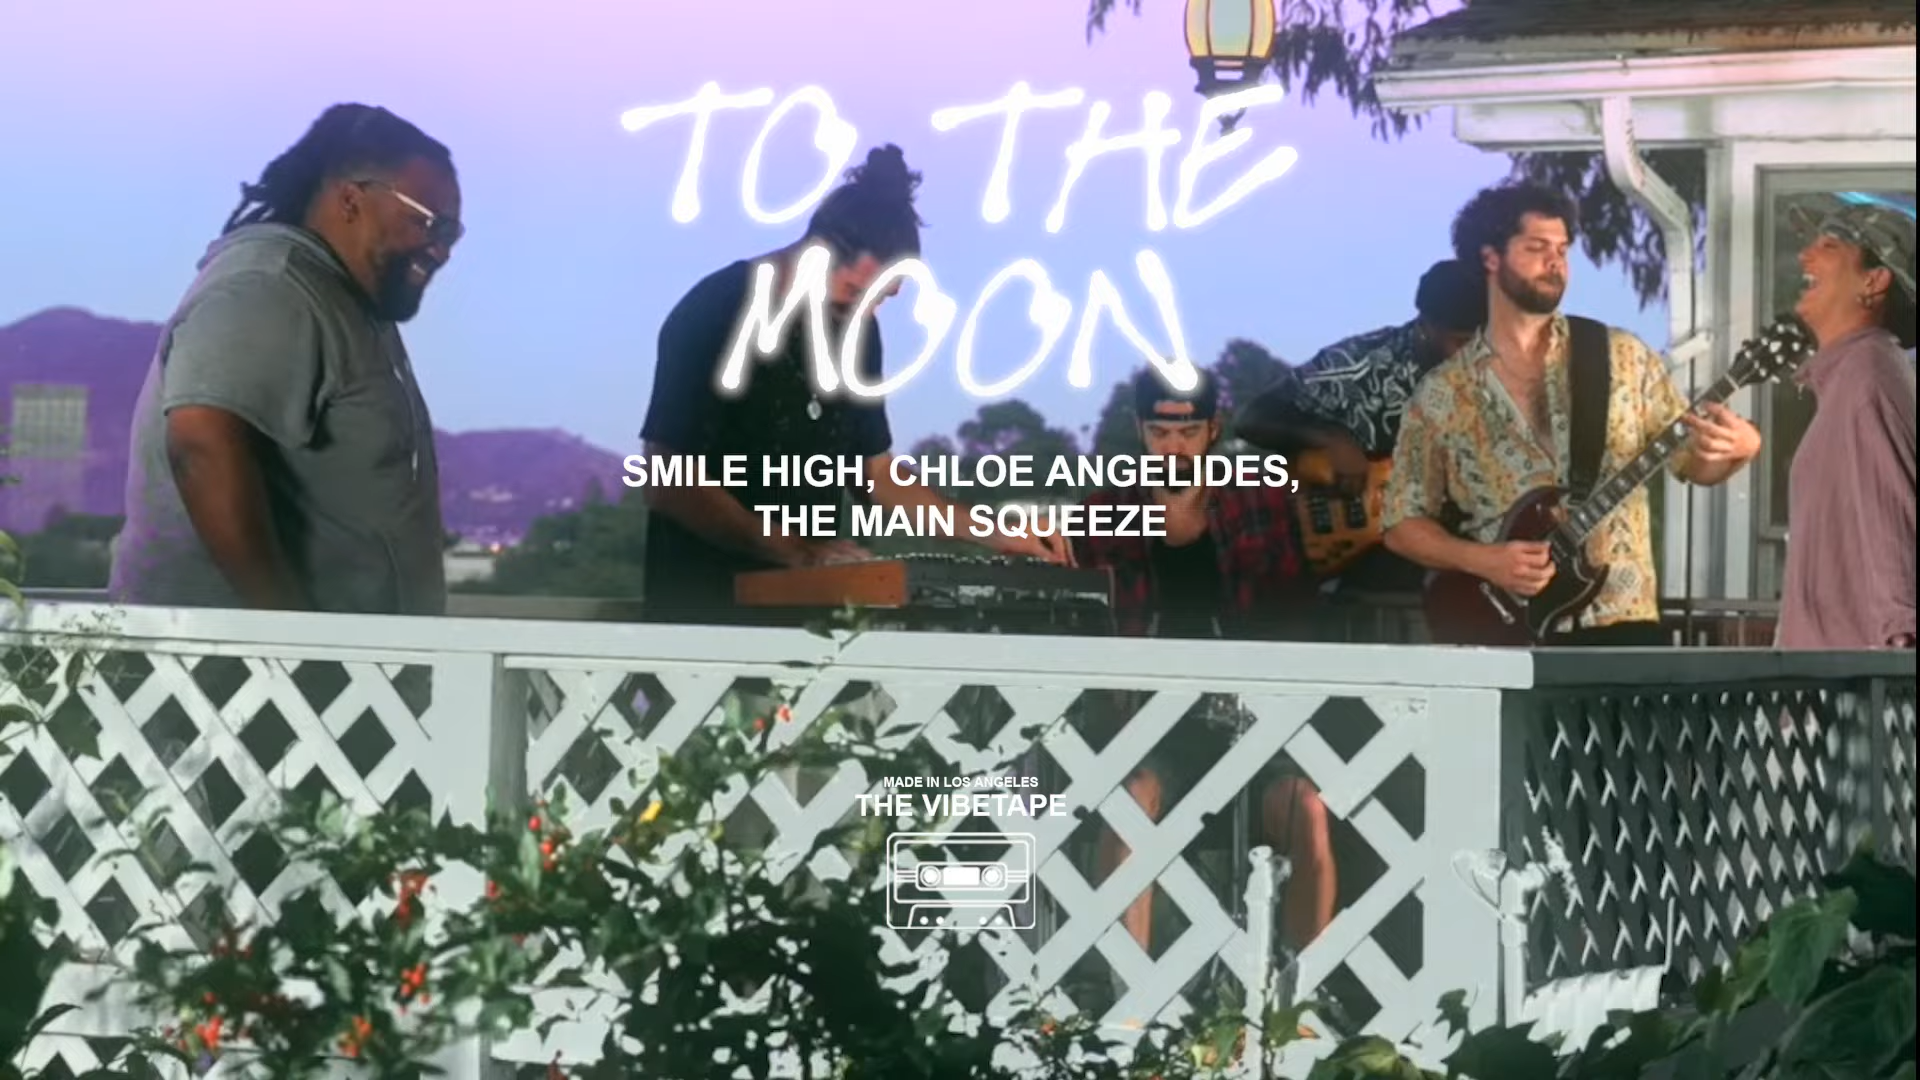 TO THE
MOON
SMILE HIGH, CHLOE ANGELIDES,
THE MAIN SQUEEZE
MADE IN LOS ANGELES
THE VIBETAPE